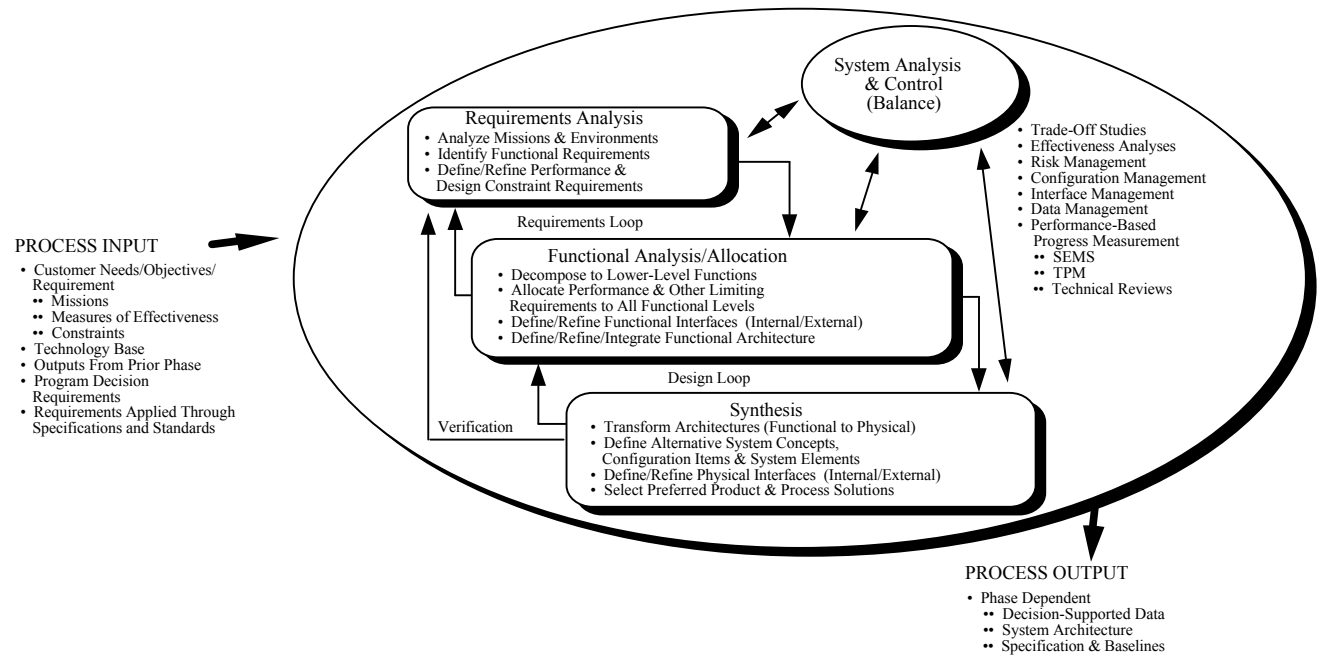 System Analysis
& Control
(Balance)
Requirements Analysis
• Analyze Missions & Environments
• Identify Functional Requirements
• Define/Refine Performance &
Design Constraint Requirements
• Trade-Off Studies
• Effectiveness Analyses
• Risk Management
• Configuration Management
• Interface Management
• Data Management
• Performance-Based
Progress Measurement
•• SEMS
•• TPM
•• Technical Reviews
Requirements Loop
PROCESS INPUT
• Customer Needs/Objectives/
Requirement
•• Missions
•• Measures of Effectiveness
•• Constraints
• Technology Base
• Outputs From Prior Phase
• Program Decision
Requirements
• Requirements Applied Through
Specifications and Standards
Functional Analysis/Allocation
• Decompose to Lower-Level Functions
• Allocate Performance & Other Limiting
Requirements to All Functional Levels
• Define/Refine Functional Interfaces (Internal/External)
• Define/Refine/Integrate Functional Architecture
Design Loop
Verification
Synthesis
• Transform Architectures (Functional to Physical)
• Define Alternative System Concepts,
Configuration Items & System Elements
• Define/Refine Physical Interfaces (Internal/External)
• Select Preferred Product & Process Solutions
PROCESS OUTPUT
• Phase Dependent
•• Decision-Supported Data
•• System Architecture
•• Specification & Baselines